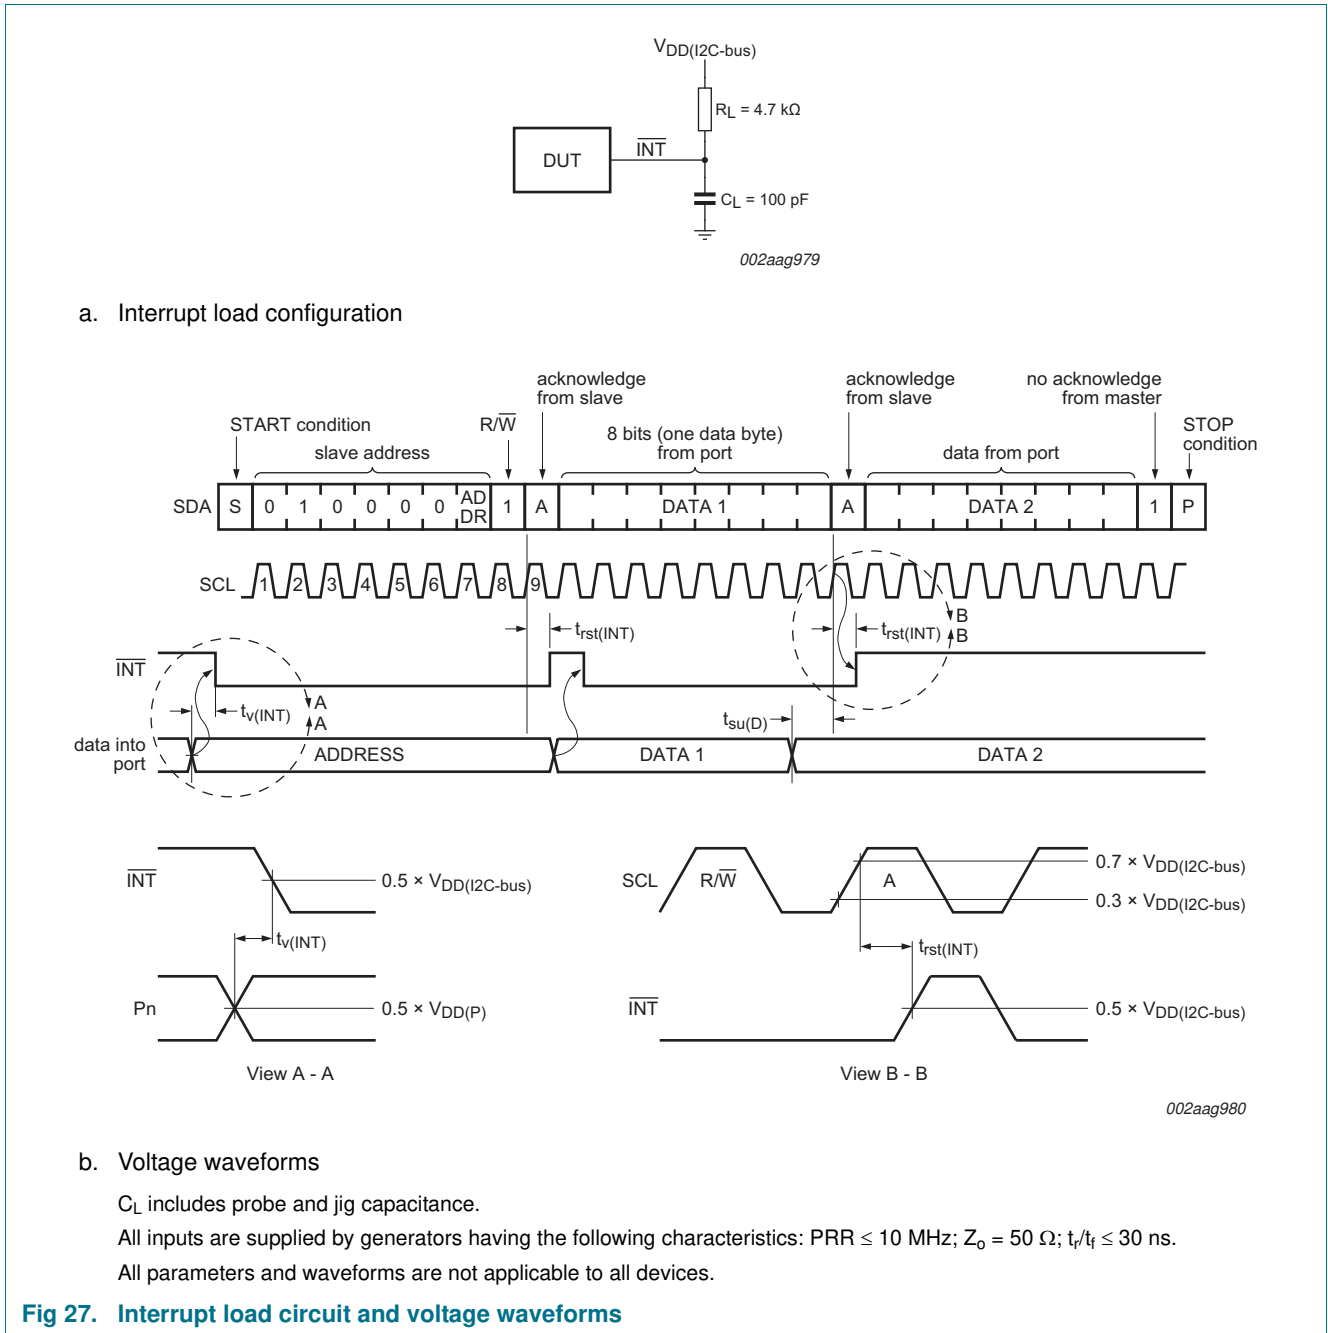 VDD(I2C-bus)
RL = 4.7 kΩ
INT
DUT
CL = 100 pF
002aag979
a. Interrupt load configuration
acknowledge
from slave
acknowledge
from slave
no acknowledge
from master
START condition
R/W
8 bits (one data byte)
from port
STOP
condition
slave address
data from port
SDA S 0 1 0 0 0 0 AD DR 1 A DATA 1 A DATA 2 1 P
SCL 1 2 3 4 5 6 7 8 9
B
B
trst(INT)
trst(INT)
INT
tv(INT)
A
A
tsu(D)
data into
port
ADDRESS
DATA 1
DATA 2
INT
0.5 × VDD(I2C-bus)
tv(INT)
Pn
0.5 × VDD(P)
View A - A
SCL
R/W
A
0.7 × VDD(I2C-bus)
0.3 × VDD(I2C-bus)
trst(INT)
INT
0.5 × VDD(I2C-bus)
View B - B
002aag980
b. Voltage waveforms
CL includes probe and jig capacitance.
All inputs are supplied by generators having the following characteristics: PRR ≤ 10 MHz; Zo = 50 Ω; tr/tf ≤ 30 ns.
All parameters and waveforms are not applicable to all devices.
Fig 27. Interrupt load circuit and voltage waveforms